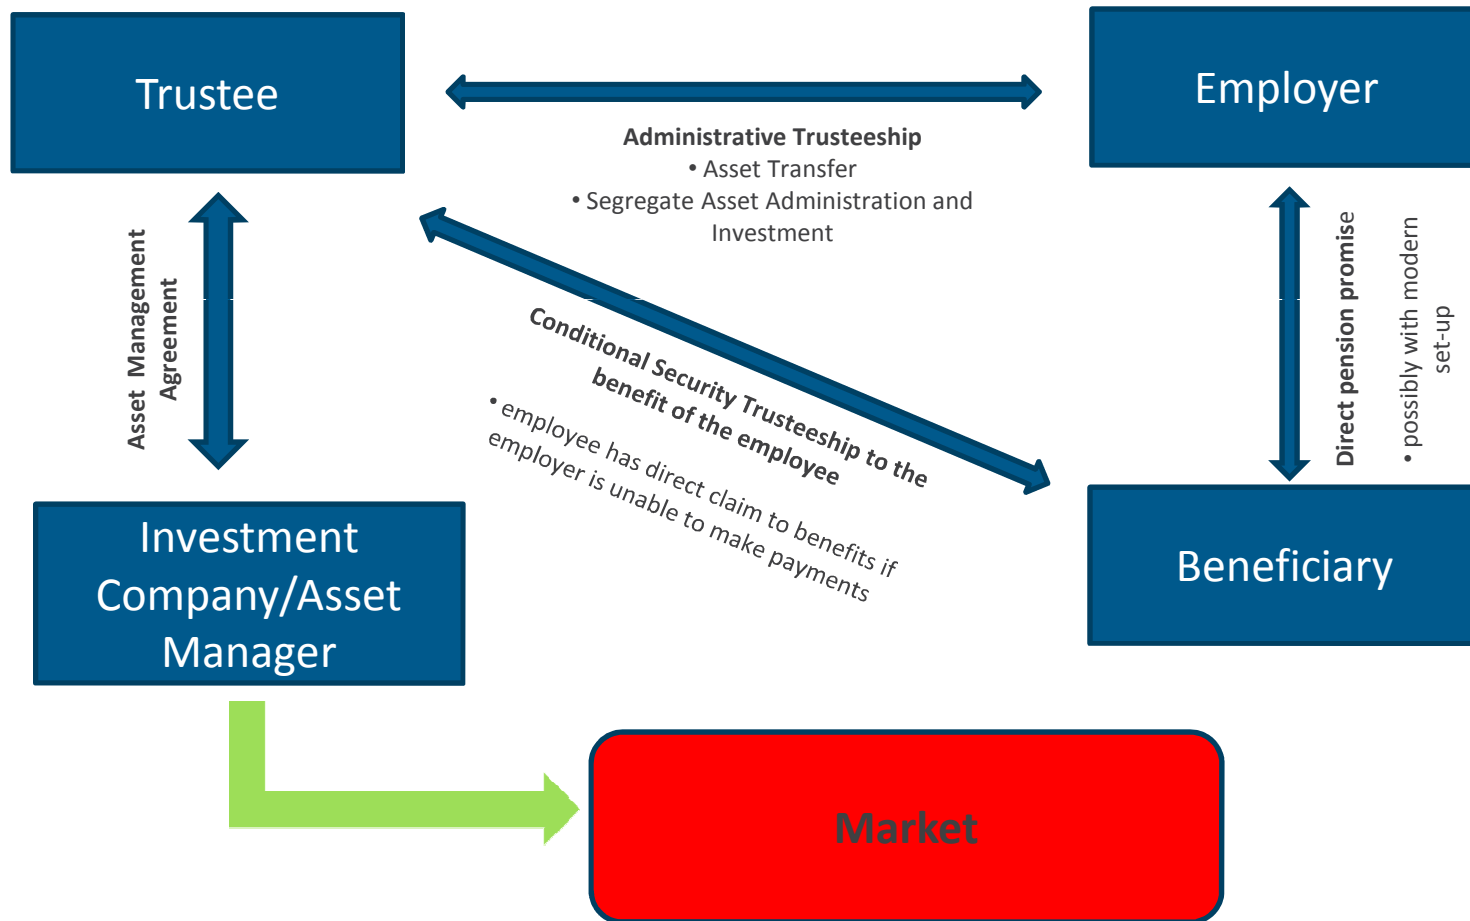 Trustee
Employer
Administrative Trusteeship
• Asset Transfer
• Segregate Asset Administration and
Investment
Asset Management
Agreement
Conditional Security Trusteeship to the
benefit of the employee
• employee has direct claim to benefits if
employer is unable to make payments
Direct pension promise
• possibly with modern
set-up
Investment
Company/Asset
Manager
Beneficiary
Market